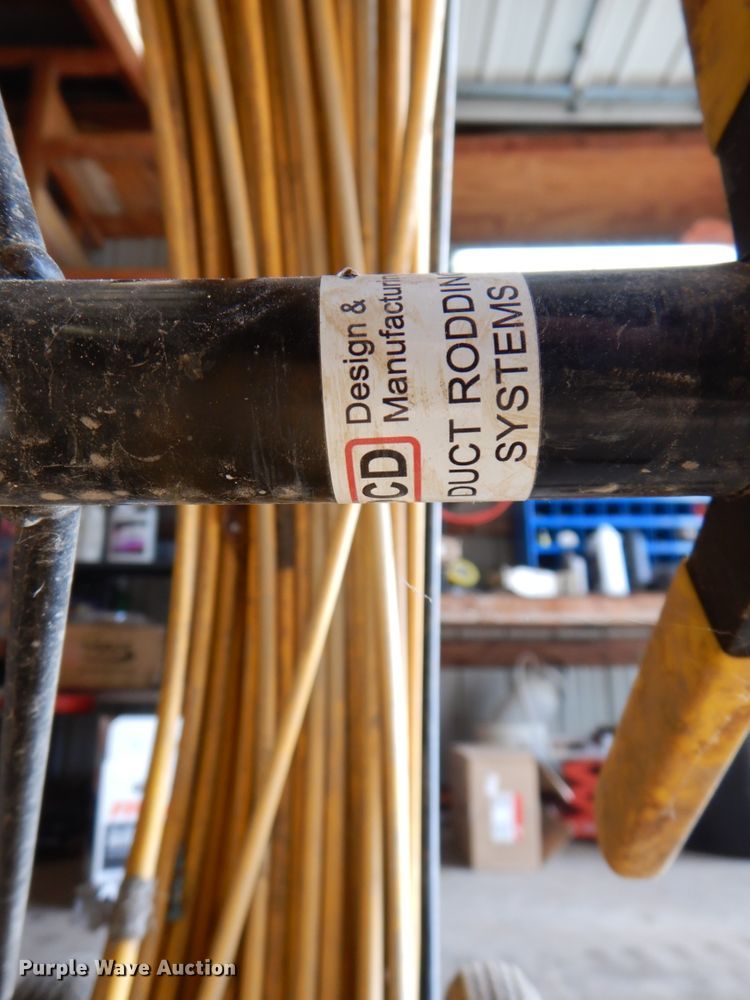 CD Design &
Manufacturin
DUCT RODDIN
SYSTEMS
Purple Wave Auction